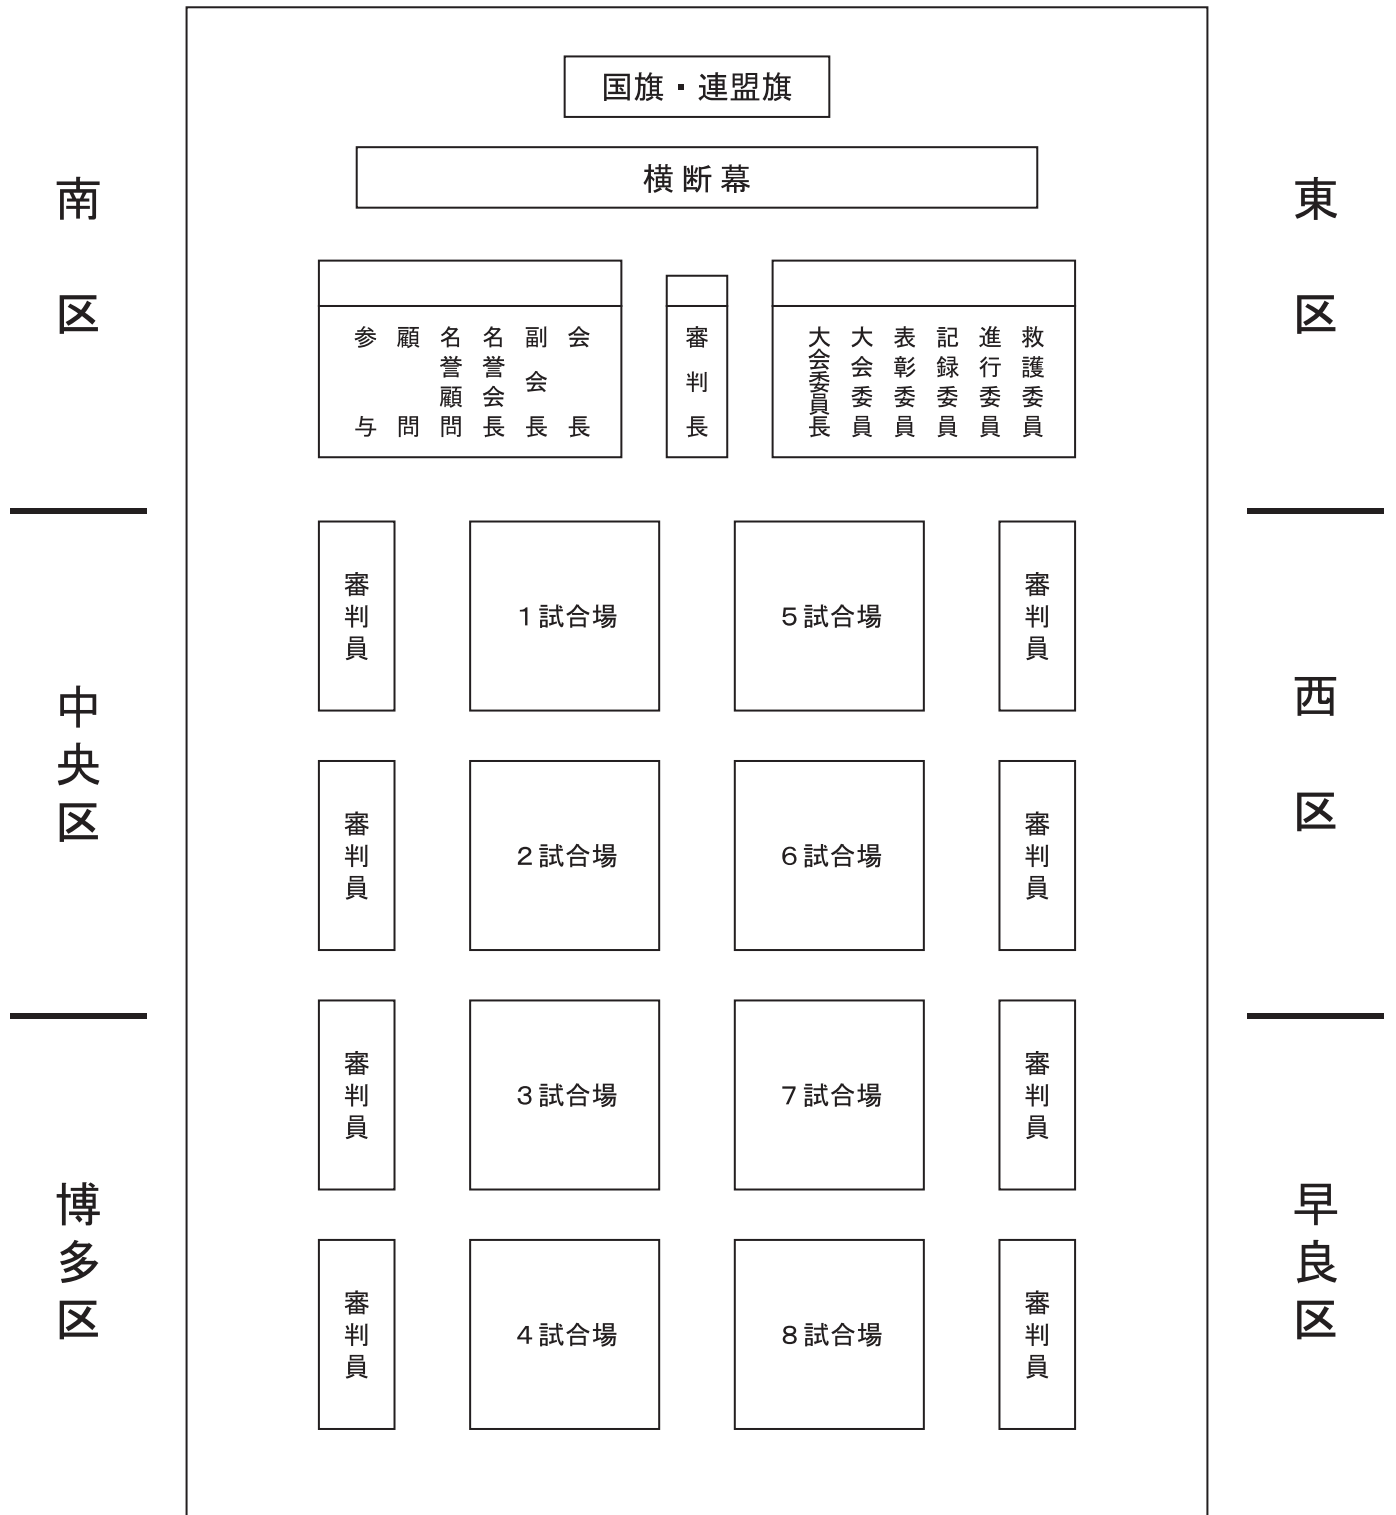 国旗・連盟旗
横断幕
南区
東区
会長
副会長
名誉会長
名誉顧問
顧問
参与
審判長
救護委員
進行委員
記録委員
表彰委員
大会委員
大会委員長
中央区
西区
審判員
1試合場
5試合場
審判員
審判員
2試合場
6試合場
審判員
博多区
早良区
審判員
3試合場
7試合場
審判員
審判員
4試合場
8試合場
審判員